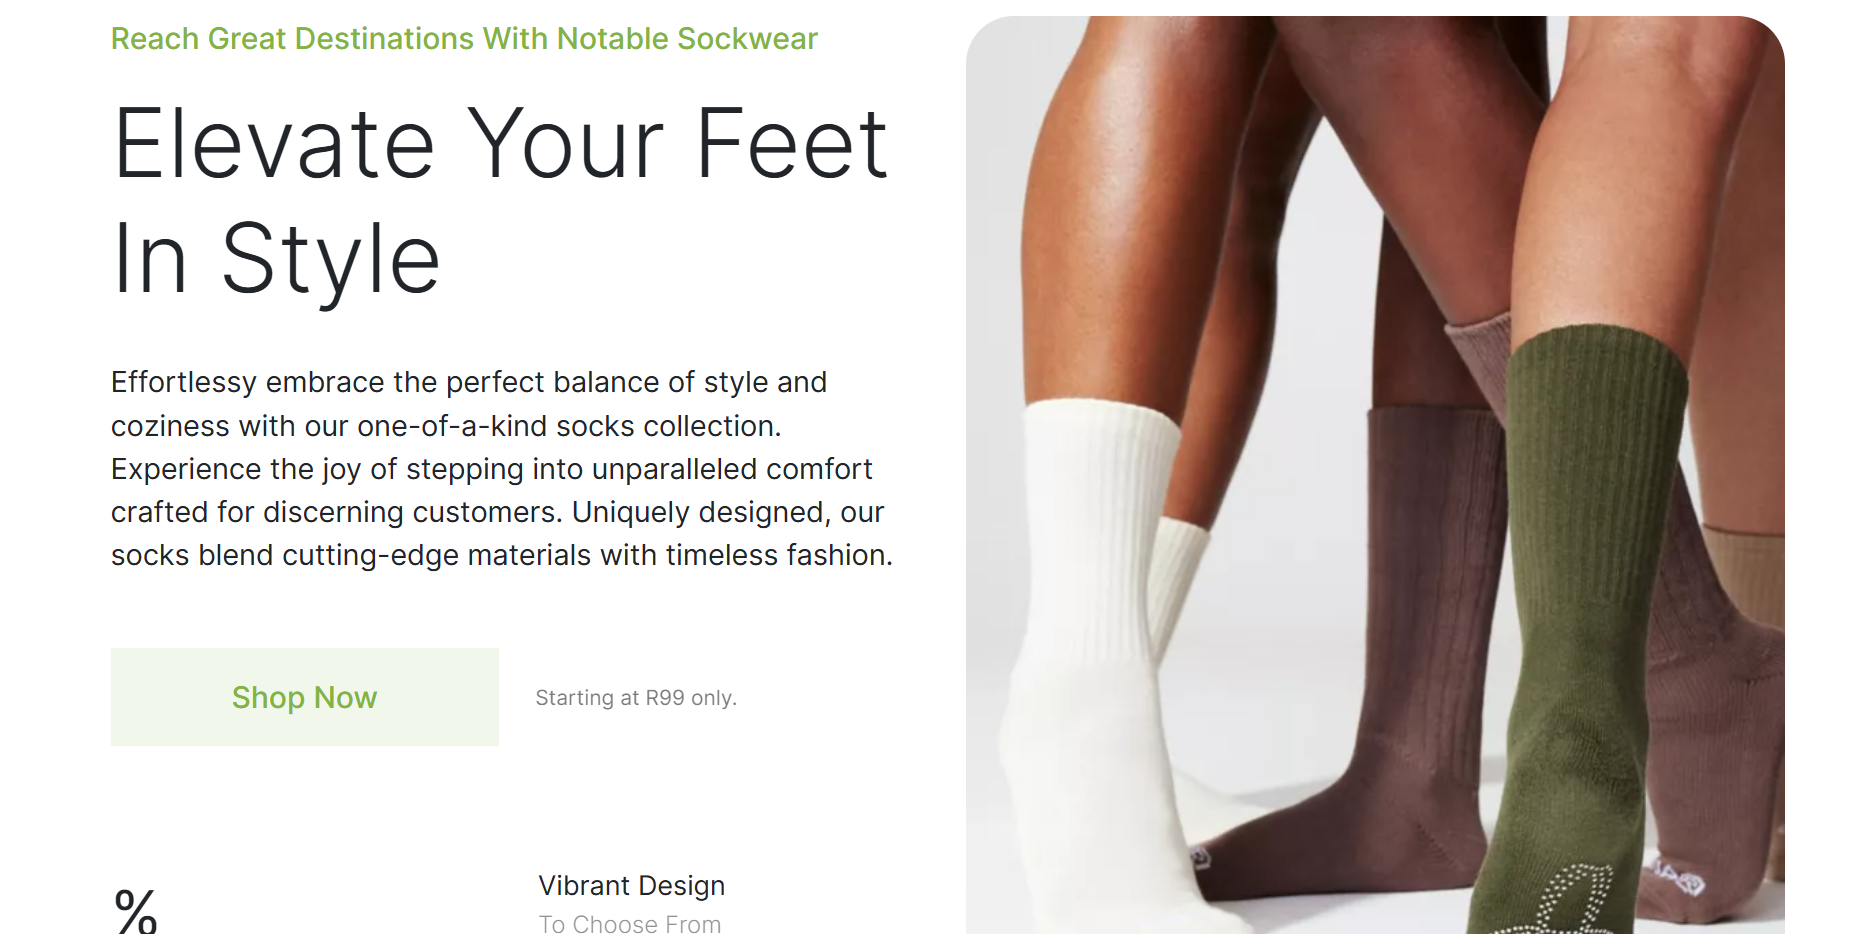 Reach Great Destinations With Notable Sockwear
Elevate Your Feet
In Style
Effortlessy embrace the perfect balance of style and
coziness with our one-of-a-kind socks collection.
Experience the joy of stepping into unparalleled comfort
crafted for discerning customers. Uniquely designed, our
socks blend cutting-edge materials with timeless fashion.
Shop Now
Starting at R99 only.
%
Vibrant Design
To Choose From